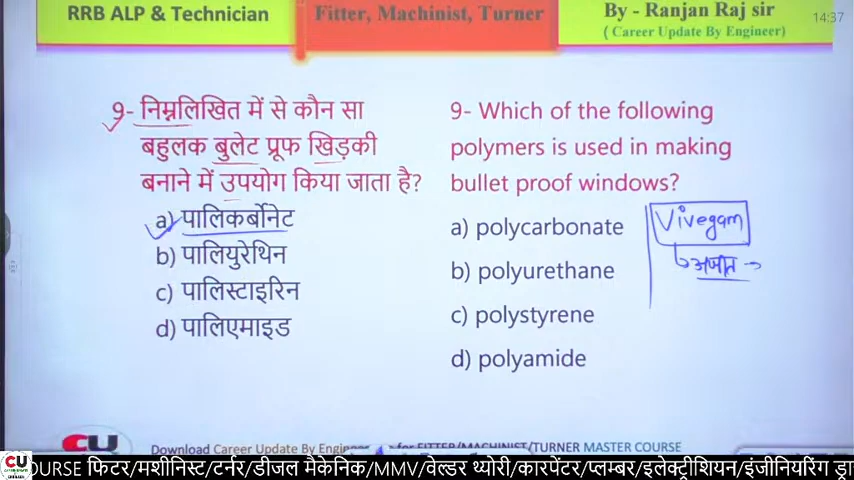 RRB ALP & Technician
Fitter, Machinist, Turner
By - Ranjan Raj sir
( Career Update By Engineer)
14:37
9- निम्नलिखित में से कौन सा
बहुलक बुलेट प्रूफ खिड़की
बनाने में उपयोग किया जाता है?
a) पालिकर्बोनेट
b) पालियुरेथिन
c) पालिस्टाइरिन
d) पालिएमाइड
9- Which of the following
polymers is used in making
bullet proof windows?
a) polycarbonate
b) polyurethane
c) polystyrene
d) polyamide
Vivegam
CU
Download Career Update By Engineer for FITTER/MACHINIST/TURNER MASTER COURSE
CU
OURSE फिटर/मशीनिस्ट/टर्नर/डीजल मैकेनिक/MMV/वेल्डर थ्योरी/कारपेंटर/प्लम्बर/इलेक्ट्रीशियन/इंजीनियरिंग ड्रा